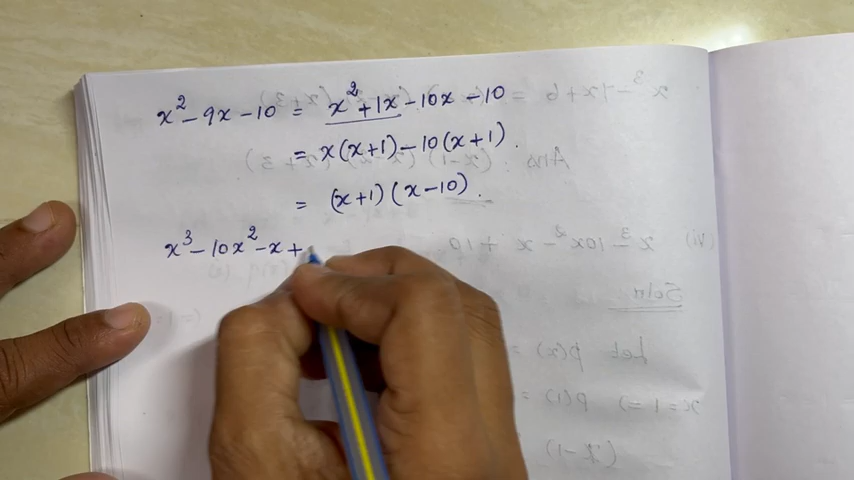 x² - 9x - 10 = x² + 1x - 10x - 10
= x(x+1) - 10(x+1).
= (x+1)(x-10).
x³ - 10x² - x +